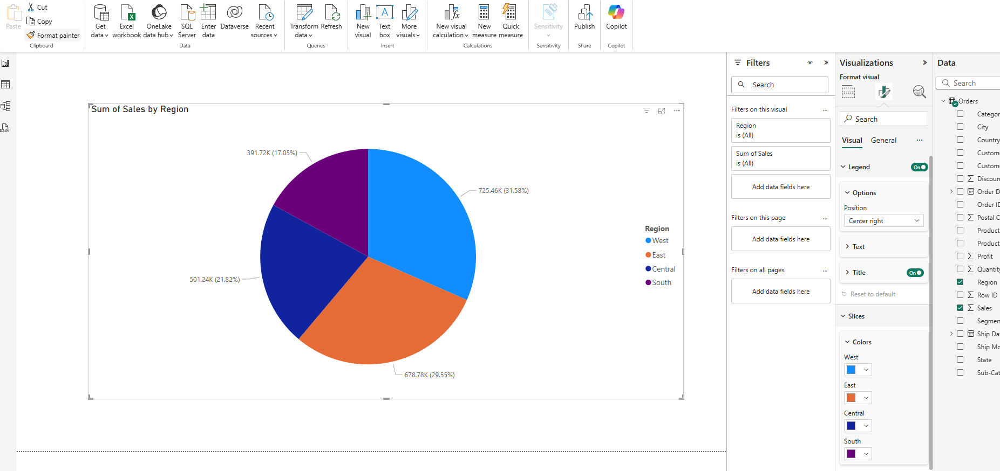 Paste
Cut
Copy
Format painter
Clipboard
Get data
Excel workbook
OneLake data hub
SQL Server
Enter data
Dataverse
Recent sources
Data
Transform data
Refresh
Queries
New visual
A
Text box
More visuals
Insert
New visual calculation
New measure
Quick measure
Calculations
Sensitivity
Sensitivity
Publish
Share
Copilot
Copilot
DAX
Sum of Sales by Region
391.72K (17.05%)
725.46K (31.58%)
501.24K (21.82%)
678.78K (29.55%)
Region
West
East
Central
South
Filters
Search
Filters on this visual
Region
is (All)
Sum of Sales
is (All)
Add data fields here
Filters on this page
Add data fields here
Filters on all pages
Add data fields here
Visualizations
Format visual
Search
Visual General
Legend On
Options
Position
Center right
Text
Title On
Reset to default
Slices
Colors
West
East
Central
South
Data
Search
Orders
Categor
City
Country
Custome
Custome
Discoun
Order D
Order ID
Postal C
Product
Product
Profit
Quantity
Region
Row ID
Sales
Segmen
Ship Da
Ship Mo
State
Sub-Cat